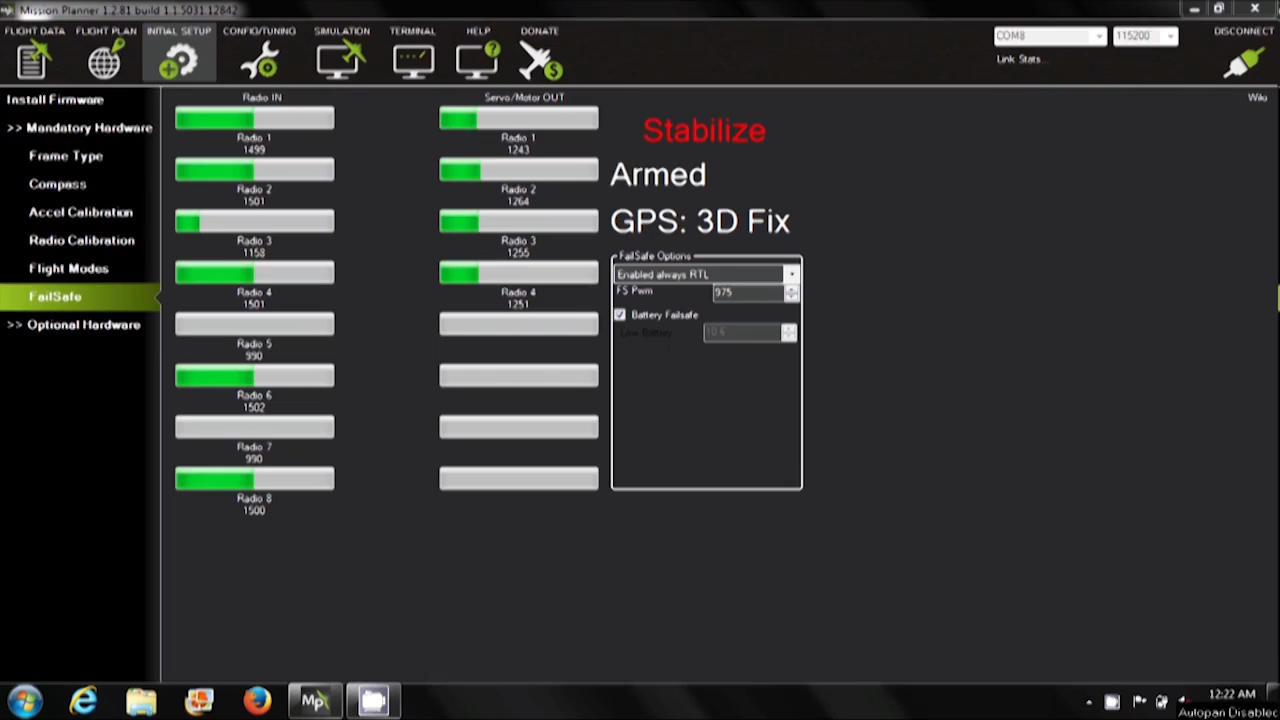 Mission Planner 1.2.81 build 1.1.5031.12842
FLIGHT DATA FLIGHT PLAN INITIAL SETUP CONFIG/TUNING SIMULATION TERMINAL HELP DONATE
COM8 115200 DISCONNECT
Link Stats...
Install Firmware
>> Mandatory Hardware
Frame Type
Compass
Accel Calibration
Radio Calibration
Flight Modes
FailSafe
>> Optional Hardware
Wiki
Radio IN
Radio 1
1499
Radio 2
1501
Radio 3
1158
Radio 4
1501
Radio 5
990
Radio 6
1502
Radio 7
990
Radio 8
1500
Servo/Motor OUT
Radio 1
1243
Radio 2
1264
Radio 3
1255
Radio 4
1251
Stabilize
Armed
GPS: 3D Fix
FailSafe Options
Enabled always RTL
FS Pwm 975
Battery Failsafe
Low Battery
Mp
12:22 AM
Autopan Disabled